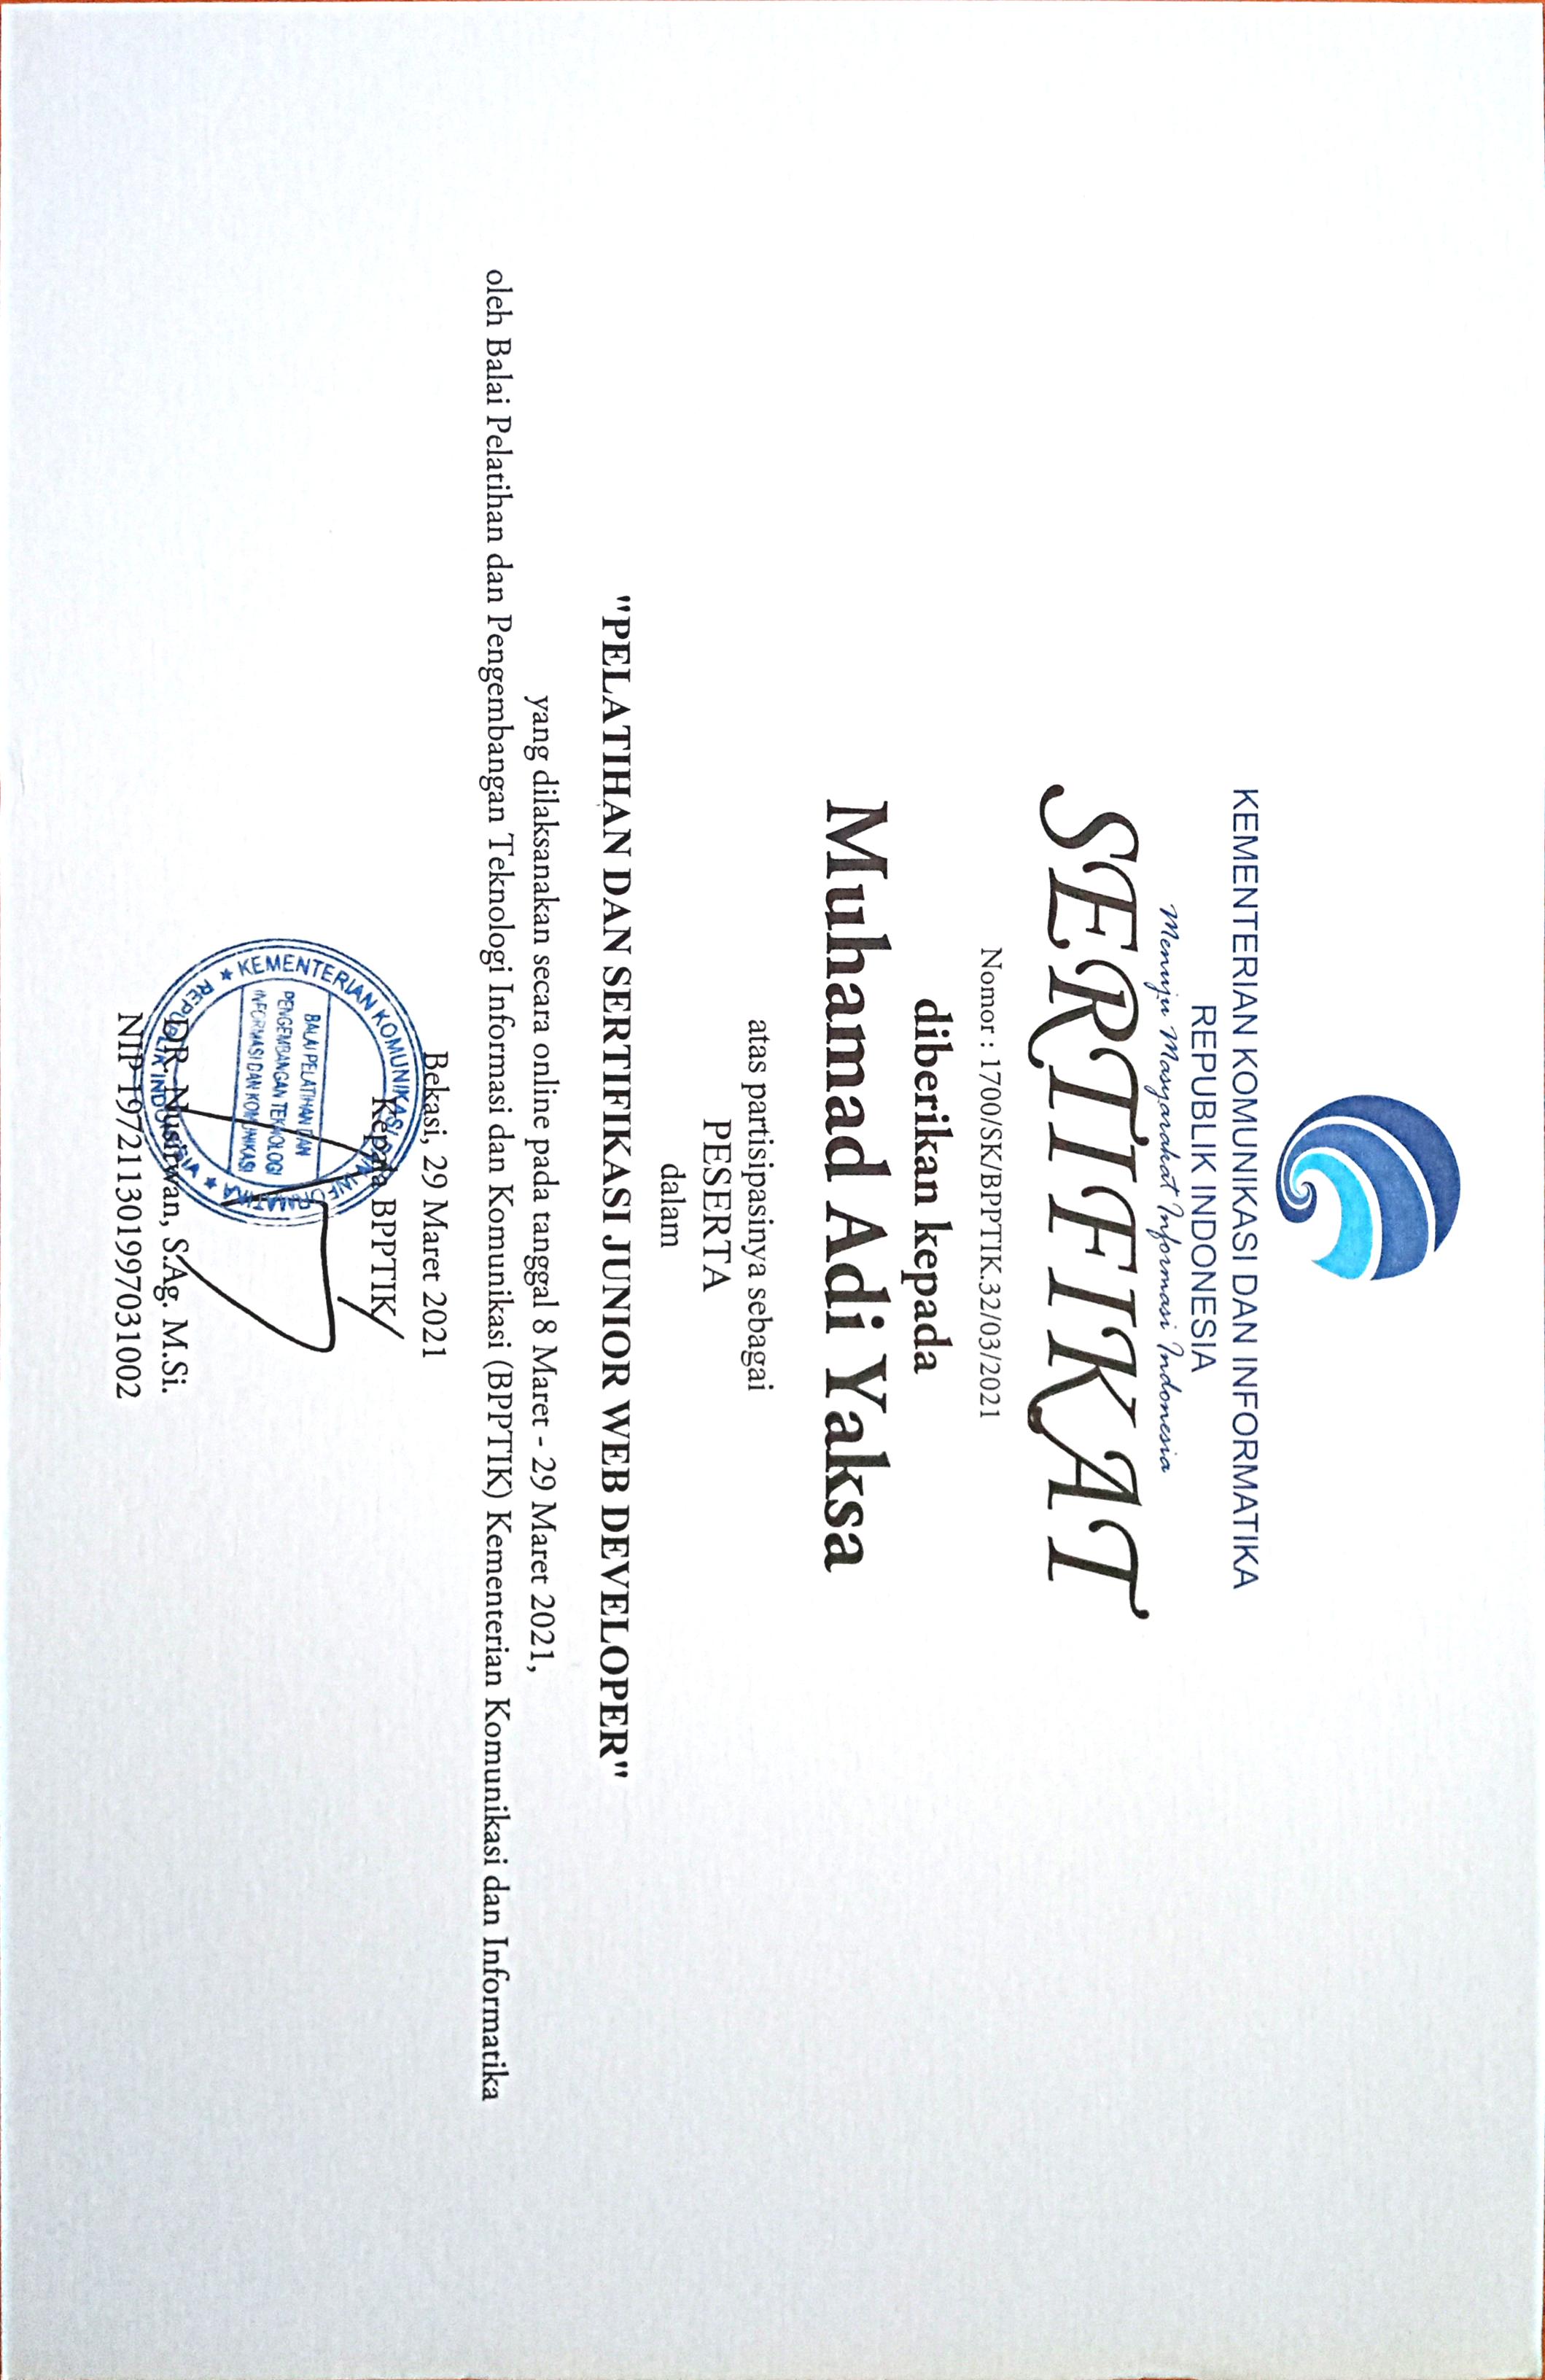 KEMENTERIAN KOMUNIKASI DAN INFORMATIKA
REPUBLIK INDONESIA
Menuju Masyarakat Informasi Indonesia
SERTIFIKAT
Nomor : 1700/SK/BPPTIK.32/03/2021
diberikan kepada
Muhamad Adi Yaksa
atas partisipasinya sebagai
PESERTA
dalam
"PELATIHAN DAN SERTIFIKASI JUNIOR WEB DEVELOPER"
yang dilaksanakan secara online pada tanggal 8 Maret - 29 Maret 2021,
oleh Balai Pelatihan dan Pengembangan Teknologi Informasi dan Komunikasi (BPPTIK) Kementerian Komunikasi dan Informatika
Bekasi, 29 Maret 2021
Kepala BPPTIK
KEMENTERIAN KOMUNIKASI DAN INFORMATIKA
BALAI PELATIHAN DAN
PENGEMBANGAN TEKNOLOGI
INFORMASI DAN KOMUNIKASI
REPUBLIK INDONESIA
DR. Nusirwan, S.Ag. M.Si.
NIP 197211301997031002